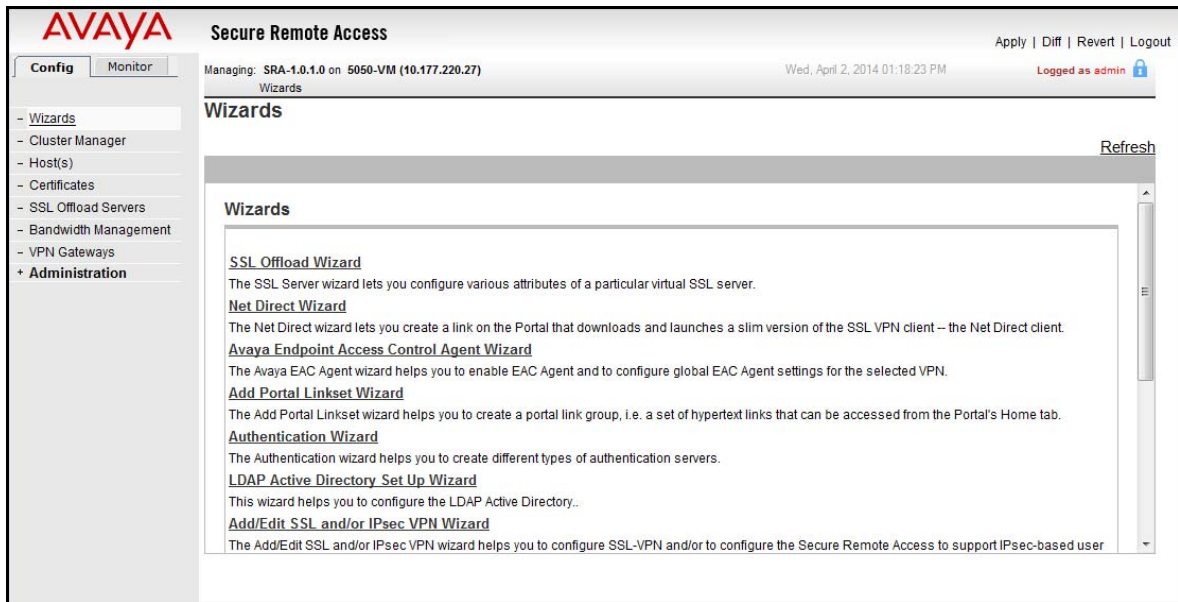 AVAYA
Secure Remote Access
Apply | Diff | Revert | Logout
Config
Monitor
Managing: SRA-1.0.1.0 on 5050-VM (10.177.220.27)
Wed, April 2, 2014 01:18:23 PM
Logged as admin
Wizards
- Wizards
- Cluster Manager
- Host(s)
- Certificates
- SSL Offload Servers
- Bandwidth Management
- VPN Gateways
+ Administration
Wizards
Refresh
Wizards
SSL Offload Wizard
The SSL Server wizard lets you configure various attributes of a particular virtual SSL server.
Net Direct Wizard
The Net Direct wizard lets you create a link on the Portal that downloads and launches a slim version of the SSL VPN client -- the Net Direct client.
Avaya Endpoint Access Control Agent Wizard
The Avaya EAC Agent wizard helps you to enable EAC Agent and to configure global EAC Agent settings for the selected VPN.
Add Portal Linkset Wizard
The Add Portal Linkset wizard helps you to create a portal link group, i.e. a set of hypertext links that can be accessed from the Portal's Home tab.
Authentication Wizard
The Authentication wizard helps you to create different types of authentication servers.
LDAP Active Directory Set Up Wizard
This wizard helps you to configure the LDAP Active Directory..
Add/Edit SSL and/or IPsec VPN Wizard
The Add/Edit SSL and/or IPsec VPN wizard helps you to configure SSL-VPN and/or to configure the Secure Remote Access to support IPsec-based user